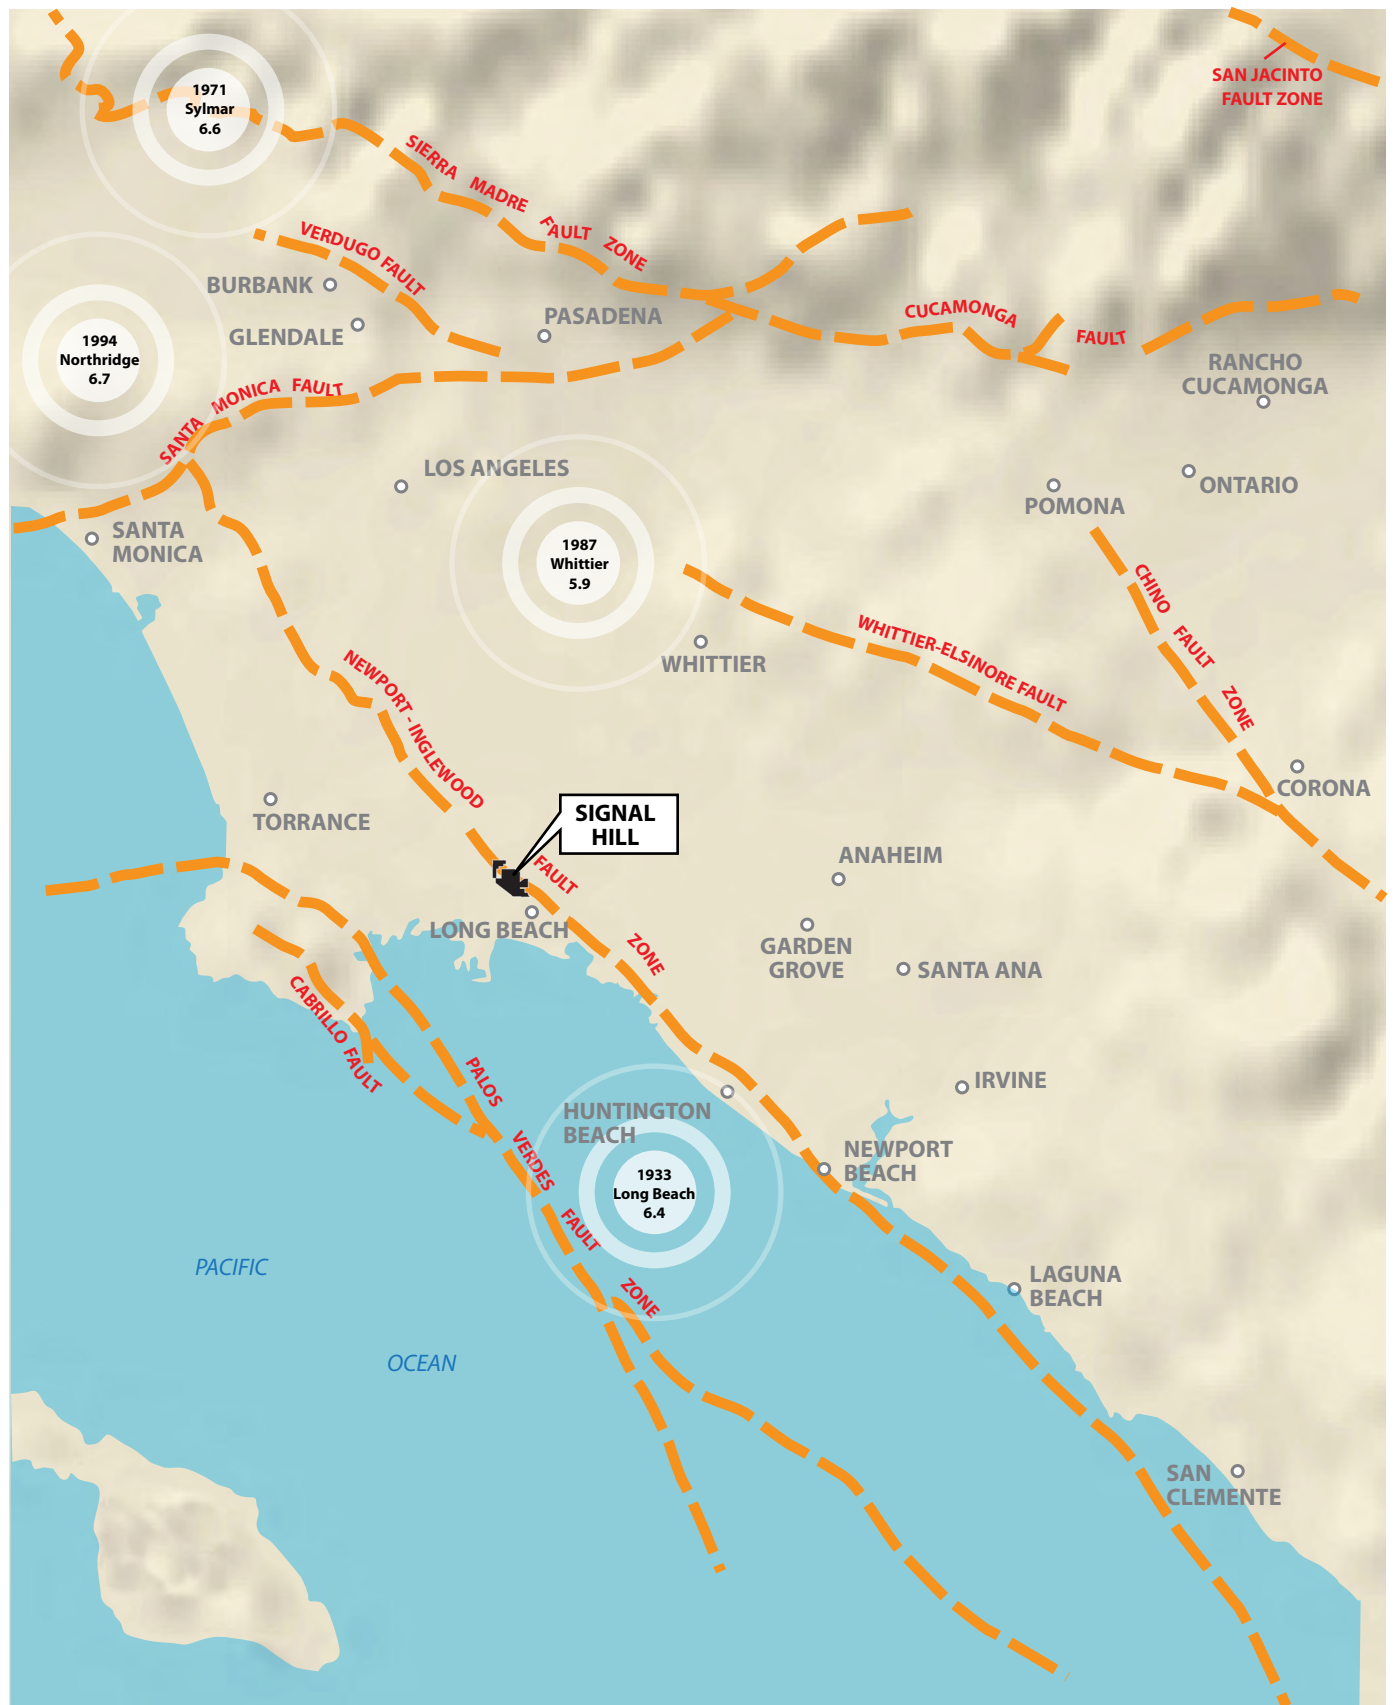 SAN JACINTO
FAULT ZONE
1971
Sylmar
6.6
SIERRA MADRE FAULT ZONE
VERDUGO FAULT
BURBANK
GLENDALE
PASADENA
CUCAMONGA FAULT
1994
Northridge
6.7
RANCHO
CUCAMONGA
SANTA MONICA FAULT
LOS ANGELES
POMONA
ONTARIO
SANTA
MONICA
1987
Whittier
5.9
CHINO FAULT ZONE
WHITTIER-ELSINORE FAULT
WHITTIER
NEWPORT - INGLEWOOD FAULT ZONE
CORONA
TORRANCE
SIGNAL
HILL
ANAHEIM
LONG BEACH
GARDEN
GROVE
SANTA ANA
CABRILLO FAULT
PALOS VERDES FAULT ZONE
IRVINE
HUNTINGTON
BEACH
NEWPORT
BEACH
1933
Long Beach
6.4
PACIFIC
OCEAN
LAGUNA
BEACH
SAN
CLEMENTE